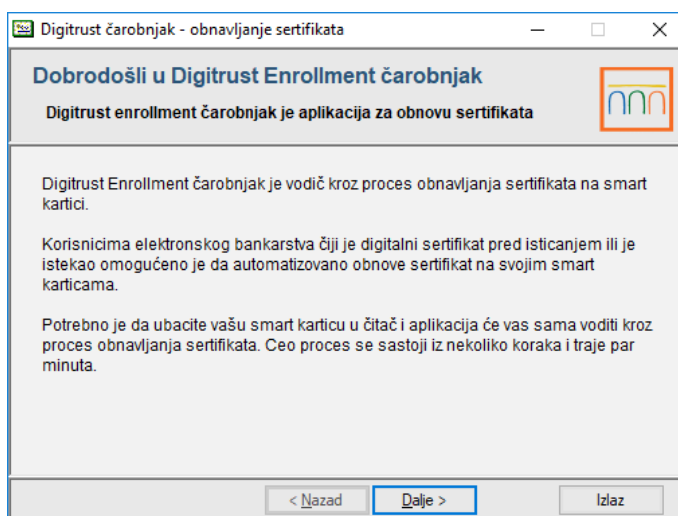 Digitrust čarobnjak - obnavljanje sertifikata
Dobrodošli u Digitrust Enrollment čarobnjak
Digitrust enrollment čarobnjak je aplikacija za obnovu sertifikata
Digitrust Enrollment čarobnjak je vodič kroz proces obnavljanja sertifikata na smart
kartici.
Korisnicima elektronskog bankarstva čiji je digitalni sertifikat pred isticanjem ili je
istekao omogućeno je da automatizovano obnove sertifikat na svojim smart
karticama.
Potrebno je da ubacite vašu smart karticu u čitač i aplikacija će vas sama voditi kroz
proces obnavljanja sertifikata. Ceo proces se sastoji iz nekoliko koraka i traje par
minuta.
< Nazad
Dalje >
Izlaz